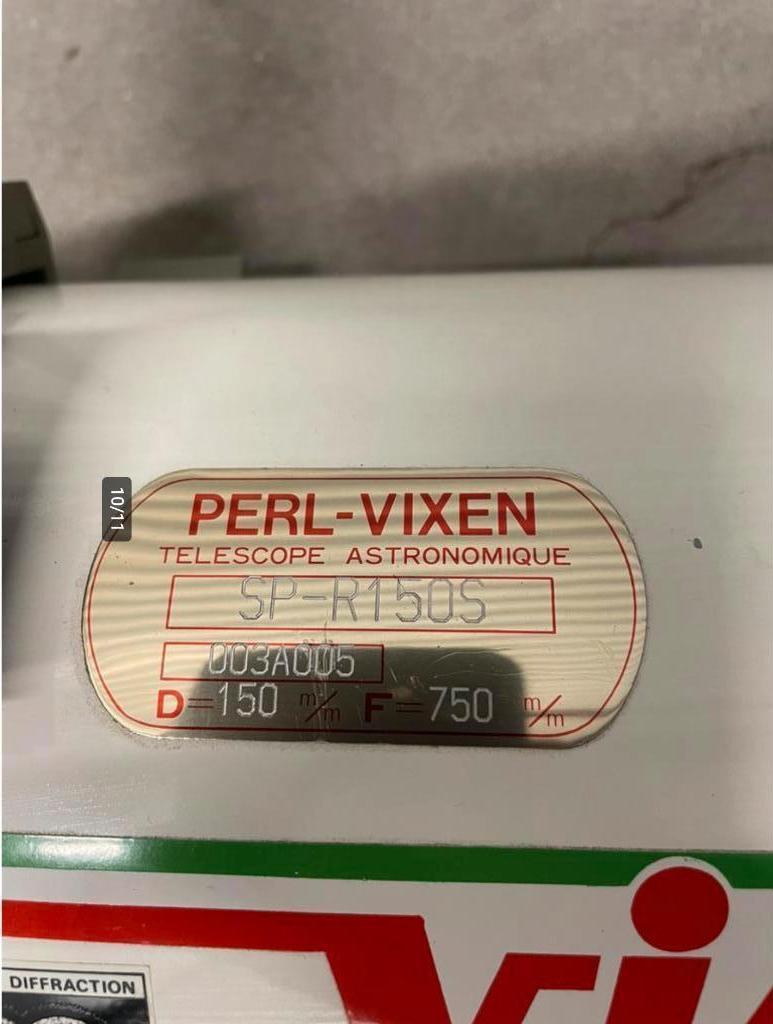 10/11
PERL-VIXEN
TELESCOPE ASTRONOMIQUE
SP-R150S
003A005
D=150 m/m F=750 m/m
DIFFRACTION